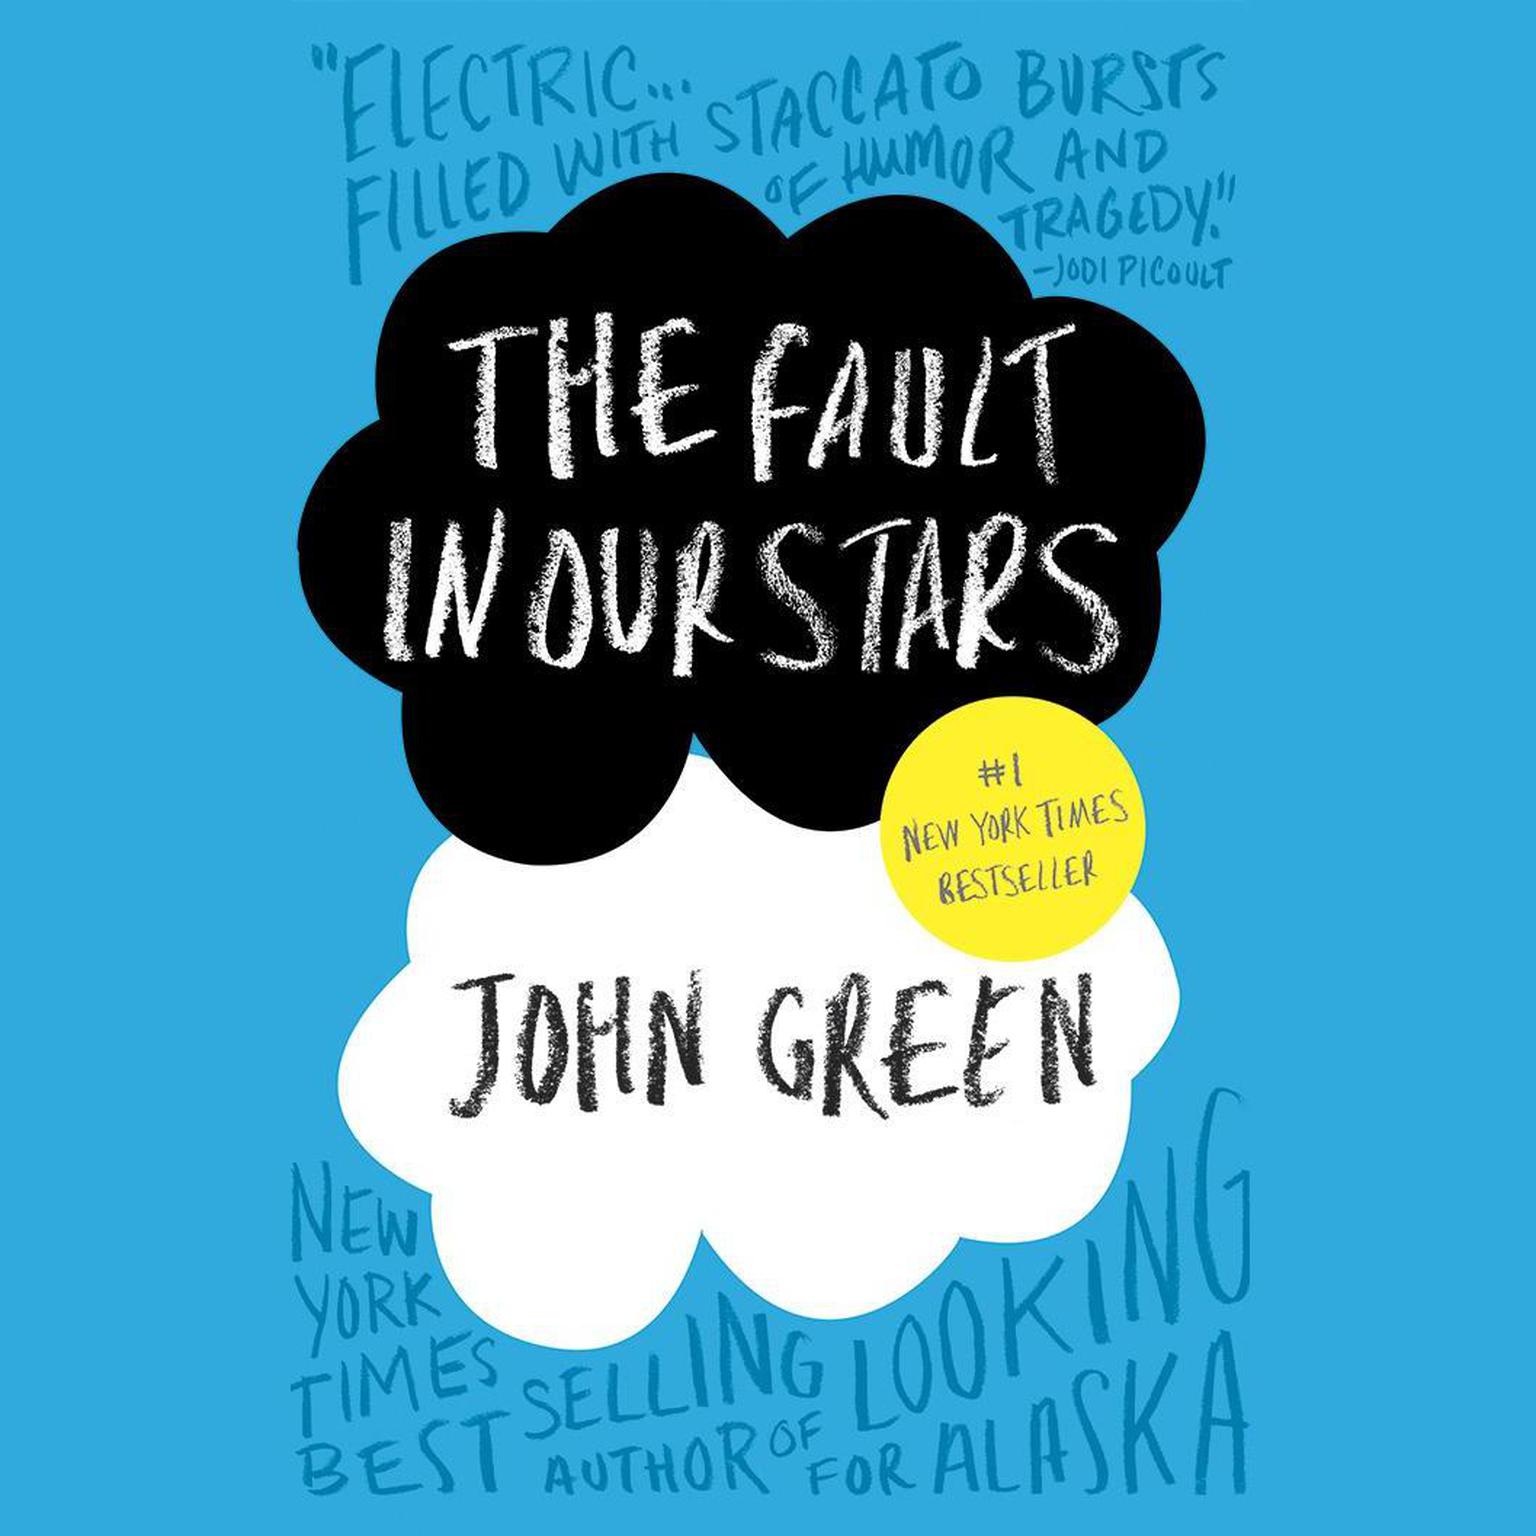 "ELECTRIC...
FILLED WITH STACCATO BURSTS
OF HUMOR AND
TRAGEDY."
-JODI PICOULT
THE FAULT
IN OUR STARS
#1
NEW YORK TIMES
BESTSELLER
JOHN GREEN
NEW
YORK
TIMES
BEST SELLING
AUTHOR OF
LOOKING
FOR ALASKA